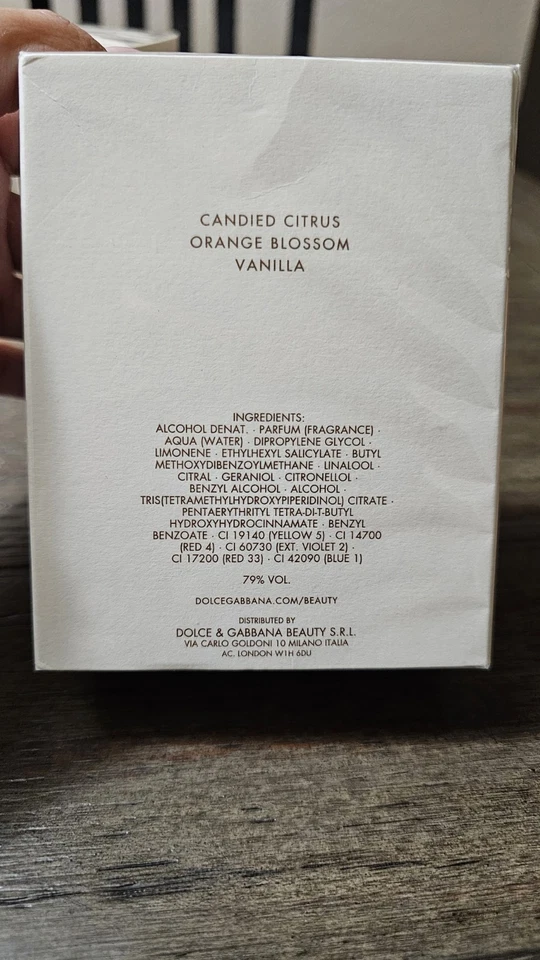 CANDIED CITRUS
ORANGE BLOSSOM
VANILLA
INGREDIENTS:
ALCOHOL DENAT. · PARFUM (FRAGRANCE) ·
AQUA (WATER) · DIPROPYLENE GLYCOL ·
LIMONENE · ETHYLHEXYL SALICYLATE · BUTYL
METHOXYDIBENZOYLMETHANE · LINALOOL ·
CITRAL · GERANIOL · CITRONELLOL ·
BENZYL ALCOHOL · ALCOHOL ·
TRIS(TETRAMETHYLHYDROXYPIPERIDINOL) CITRATE ·
PENTAERYTHRITYL TETRA-DI-T-BUTYL
HYDROXYHYDROCINNAMATE · BENZYL
BENZOATE · CI 19140 (YELLOW 5) · CI 14700
(RED 4) · CI 60730 (EXT. VIOLET 2) ·
CI 17200 (RED 33) · CI 42090 (BLUE 1)
79% VOL.
DOLCEGABBANA.COM/BEAUTY
DISTRIBUTED BY
DOLCE & GABBANA BEAUTY S.R.L.
VIA CARLO GOLDONI 10 MILANO ITALIA
AC. LONDON W1H 6DU